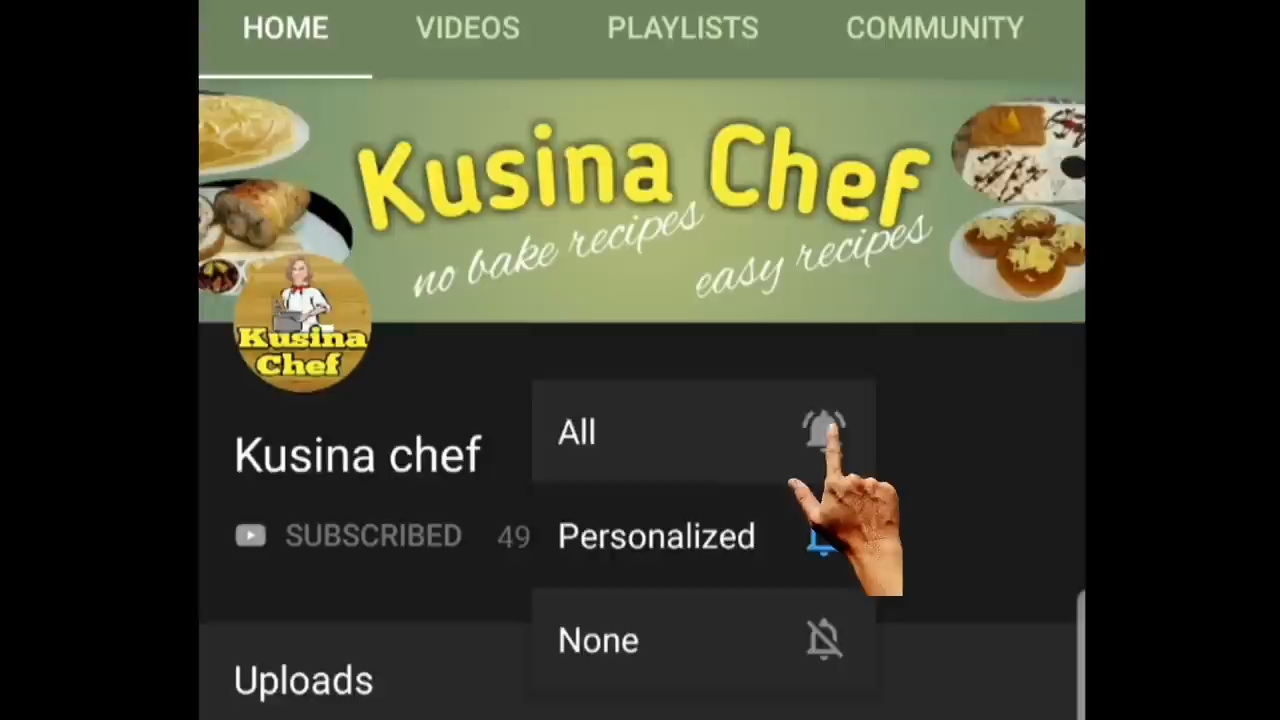 HOME VIDEOS PLAYLISTS COMMUNITY
Kusina Chef
no bake recipes
easy recipes
Kusina
Chef
All
Kusina chef
SUBSCRIBED 49
Personalized
None
Uploads